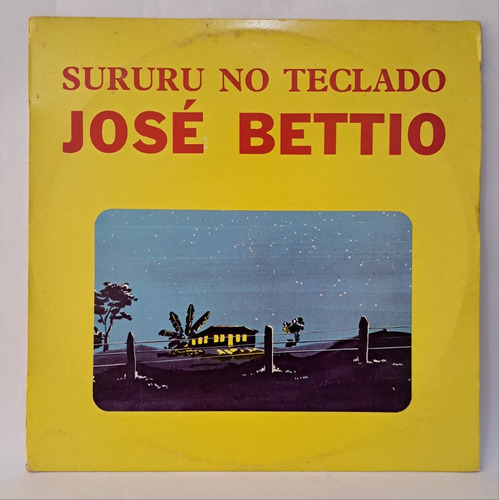 SURURU NO TECLADO
JOSÉ BETTIO